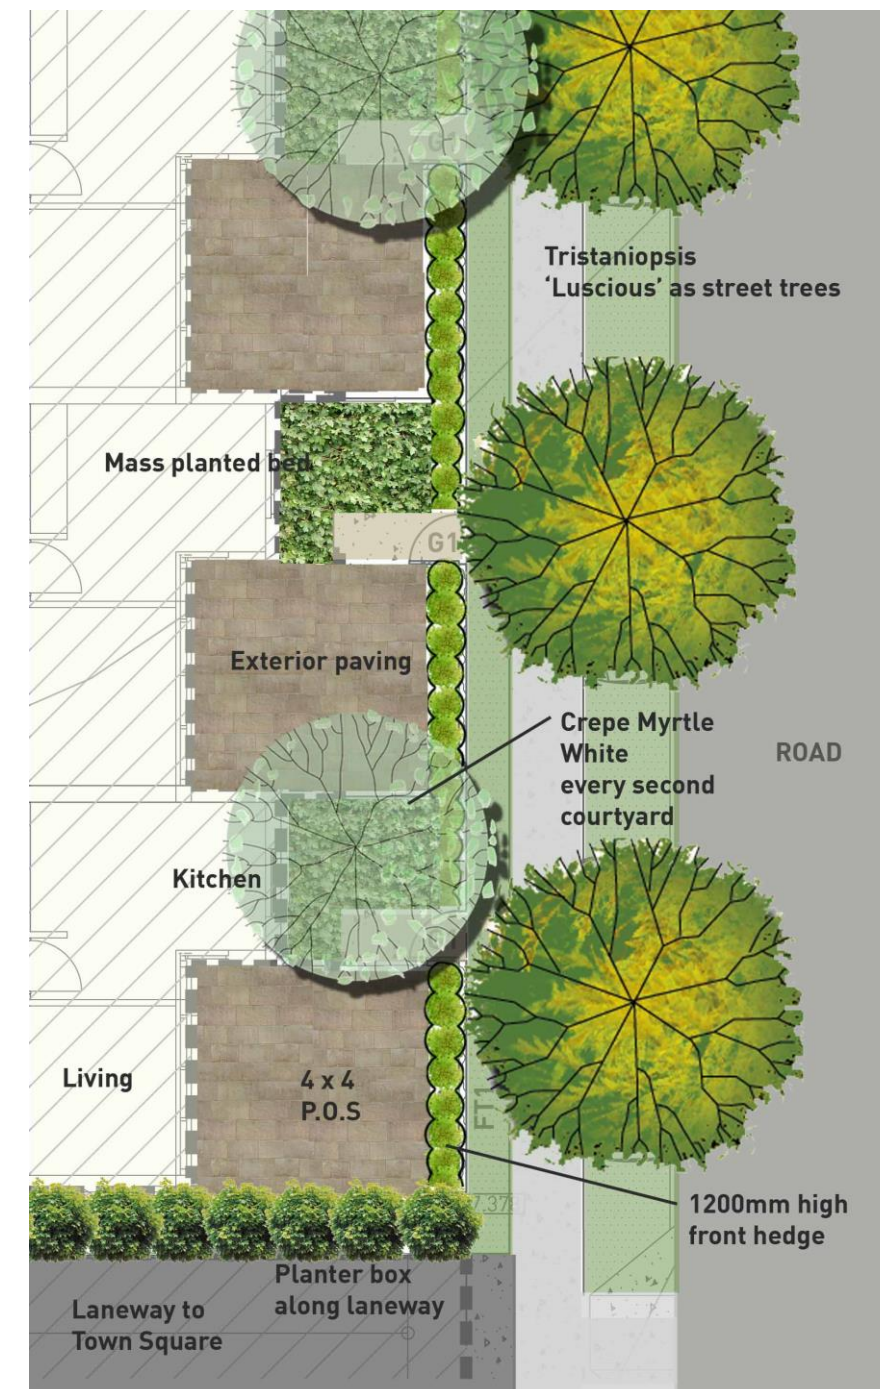 G1
Tristaniopsis
‘Luscious’ as street trees
Mass planted bed
G1
Exterior paving
Crepe Myrtle
White
every second
courtyard
ROAD
Kitchen
Living
4 x 4
P.O.S
FT1
1200mm high
front hedge
Planter box
along laneway
Laneway to
Town Square